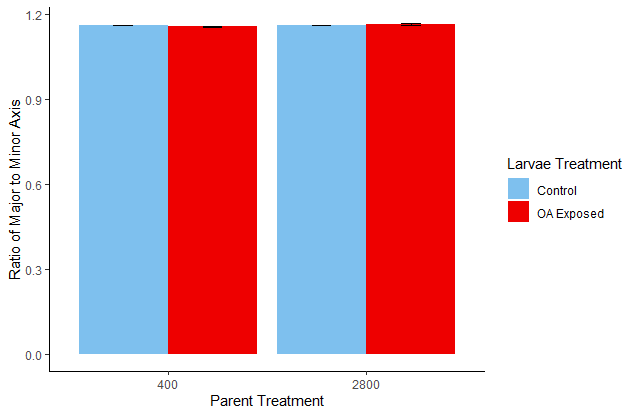 Ratio of Major to Minor Axis
1.2
0.9
0.6
0.3
0.0
400
2800
Parent Treatment
Larvae Treatment
Control
OA Exposed